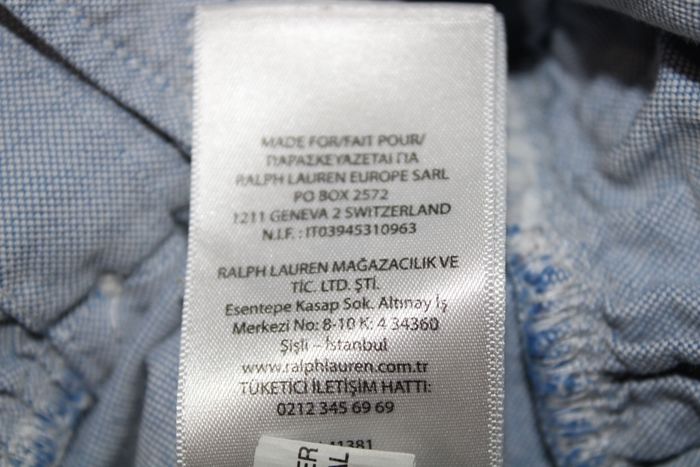 MADE FOR/FAIT POUR/
ΠΑΡΑΣΚΕΥΑΖΕΤΑΙ ΓΙΑ
RALPH LAUREN EUROPE SARL
PO BOX 2572
1211 GENEVA 2 SWITZERLAND
N.I.F. : IT03945310963
RALPH LAUREN MAĞAZACILIK VE
TİC. LTD. ŞTİ.
Esentepe Kasap Sok. Altınay İş
Merkezi No: 8-10 K: 4 34360
Şişli – İstanbul
www.ralphlauren.com.tr
TÜKETİCİ İLETİŞİM HATTI:
0212 345 69 69